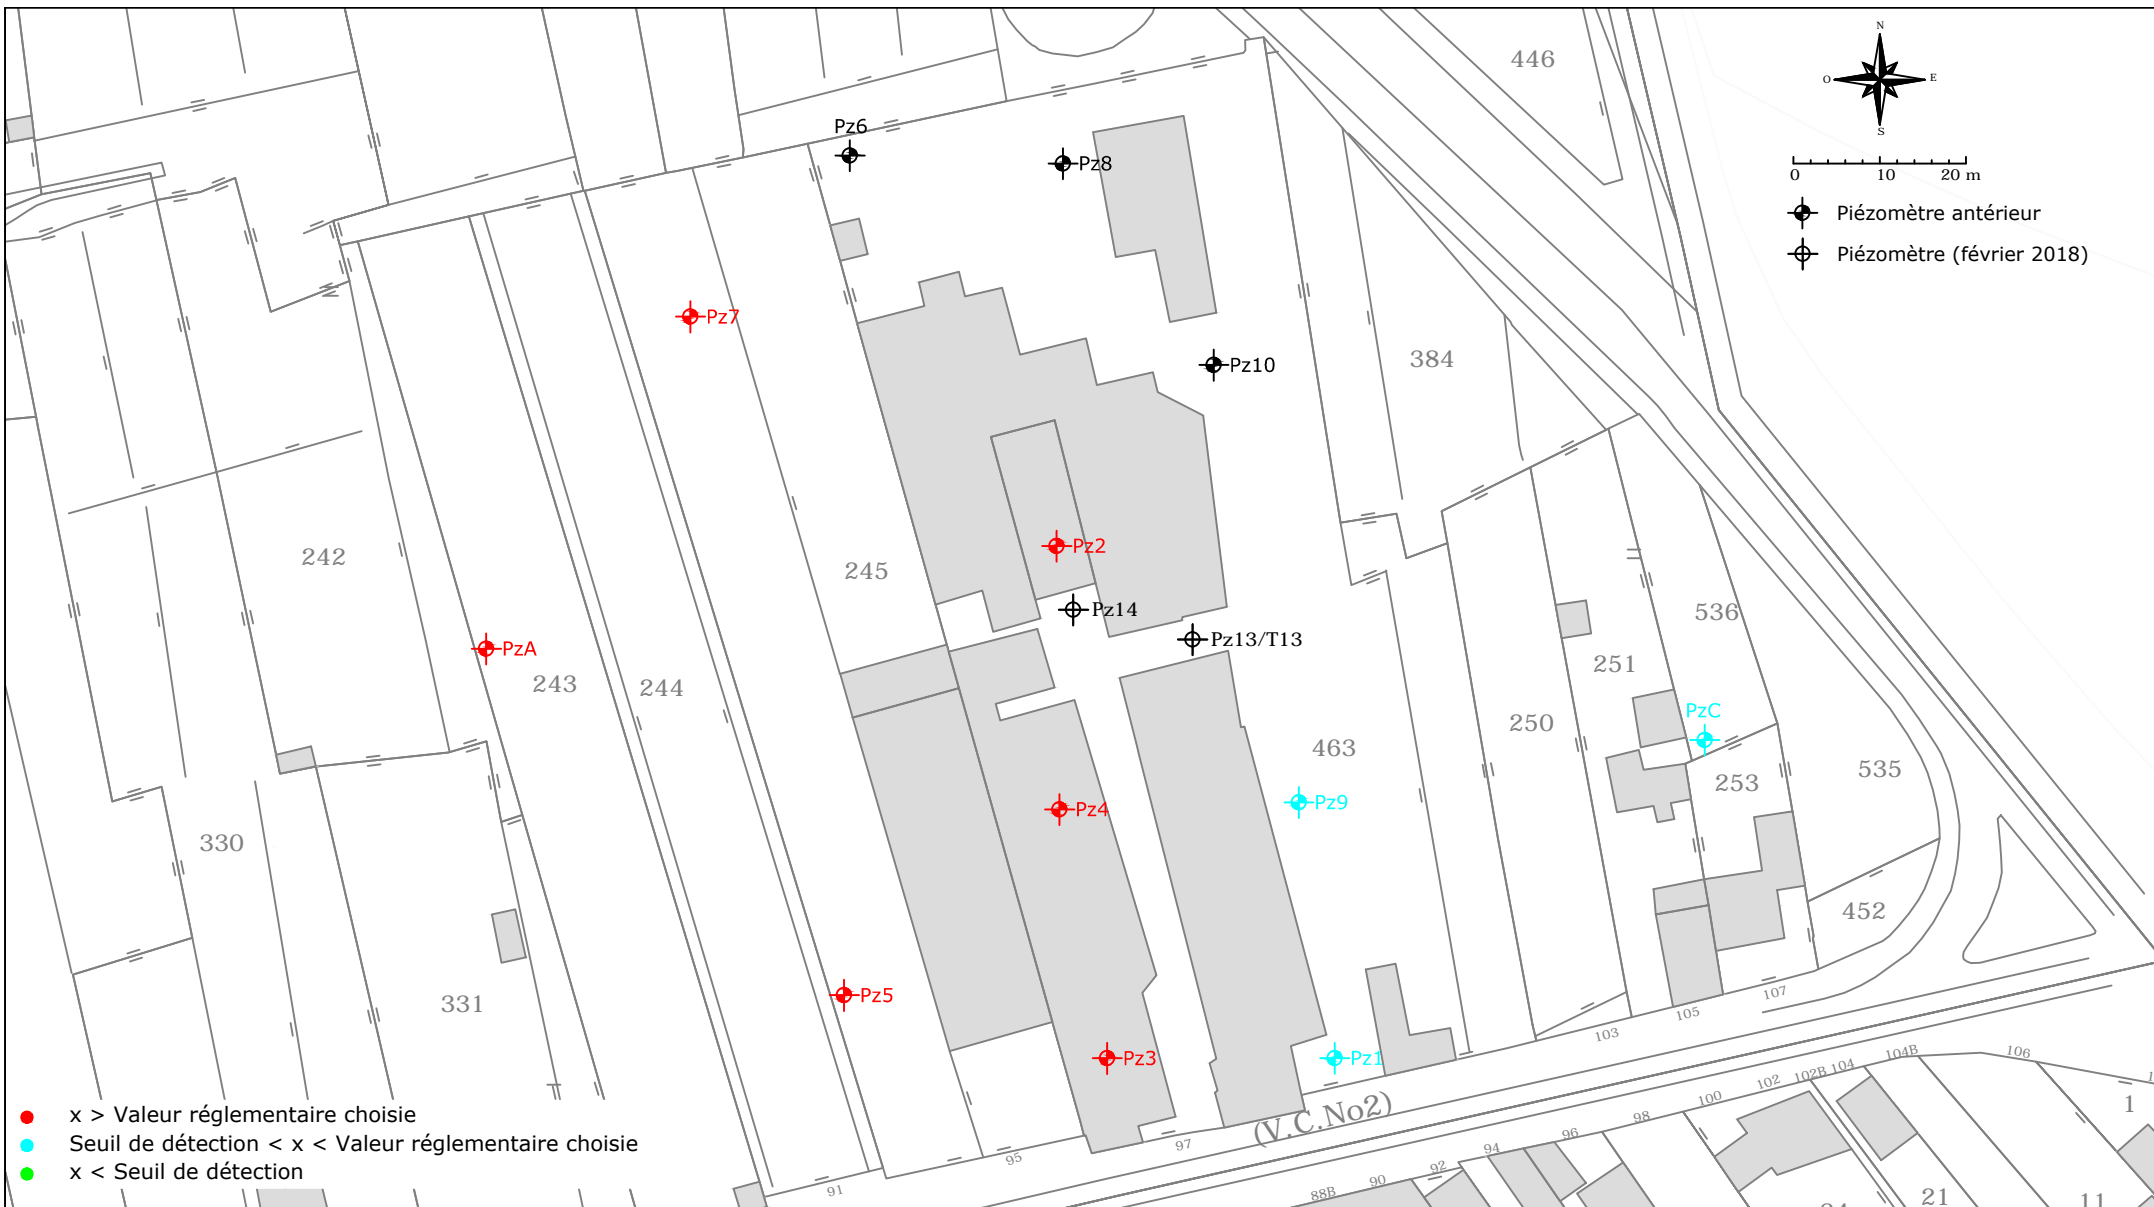 N
446
O
E
S
Pz6
Pz8
0 10 20 m
Piézomètre antérieur
Piézomètre (février 2018)
Pz7
Pz10
384
Pz2
242
245
Pz14
536
Pz13/T13
PzA
251
243
244
PzC
250
463
535
253
Pz9
Pz4
330
452
331
Pz5
107
105
103
Pz3
Pz1
106
104B
104
102B
102
100
1
x > Valeur réglementaire choisie
(V.C.No2)
98
Seuil de détection < x < Valeur réglementaire choisie
97
96
94
95
92
x < Seuil de détection
90
91
88B
21
11